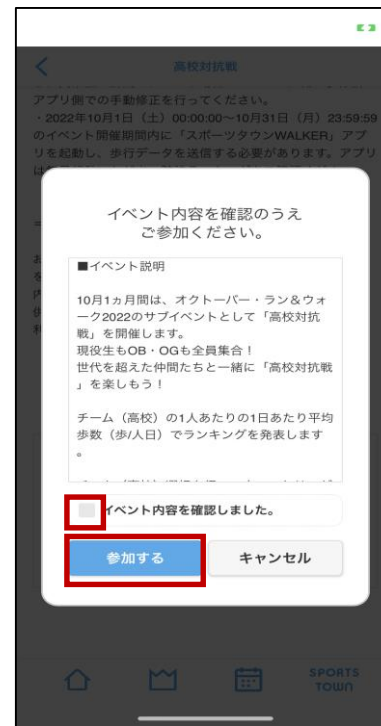 高校対抗戦
アプリ側での手動修正を行ってください。
・2022年10月1日（土）00:00:00～10月31日（月）23:59:59
のイベント開催期間内に「スポーツタウンWALKER」アプ
リを起動し、歩行データを送信する必要があります。アプリ
イベント内容を確認のうえ
ご参加ください。
■イベント説明
10月1ヵ月間は、オクトーバー・ラン＆ウォ
ーク2022のサブイベントとして「高校対抗
戦」を開催します。
現役生もOB・OGも全員集合！
世代を超えた仲間たちと一緒に「高校対抗戦
」を楽しもう！
チーム（高校）の1人あたりの1日あたり平均
歩数（歩/人日）でランキングを発表します
。
イベント内容を確認しました。
参加する
キャンセル
SPORTS
TOWN